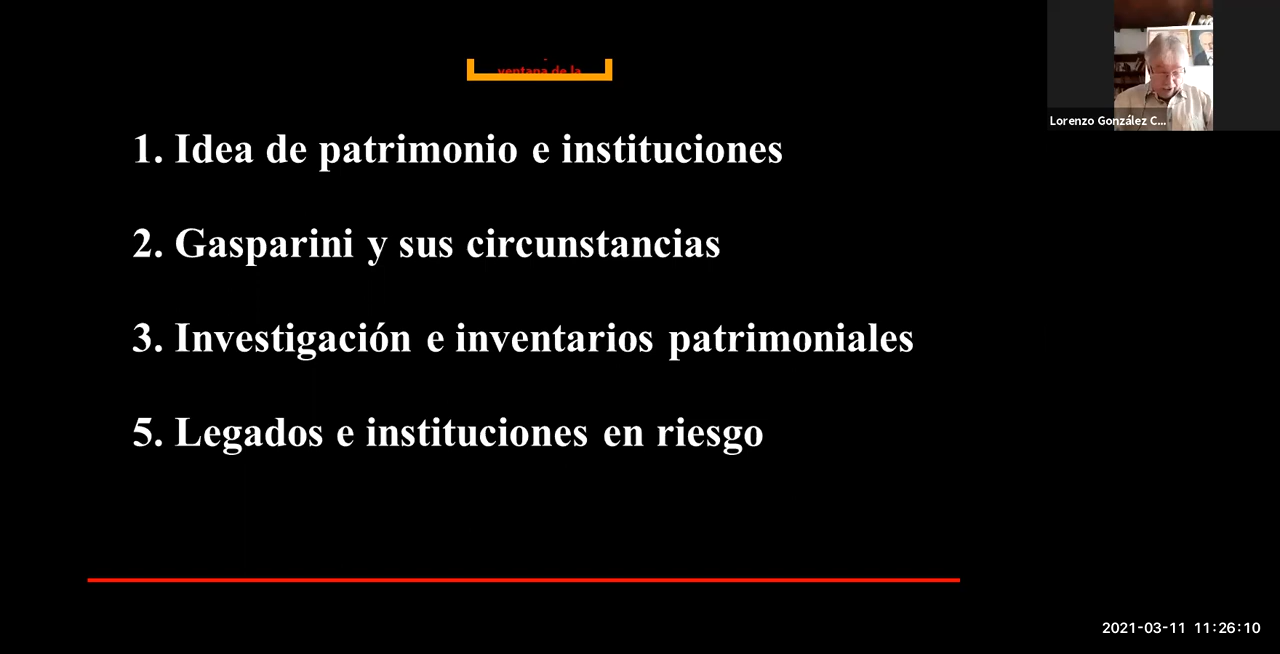 ventana de la
Lorenzo González C...
1. Idea de patrimonio e instituciones
2. Gasparini y sus circunstancias
3. Investigación e inventarios patrimoniales
5. Legados e instituciones en riesgo
2021-03-11 11:26:10